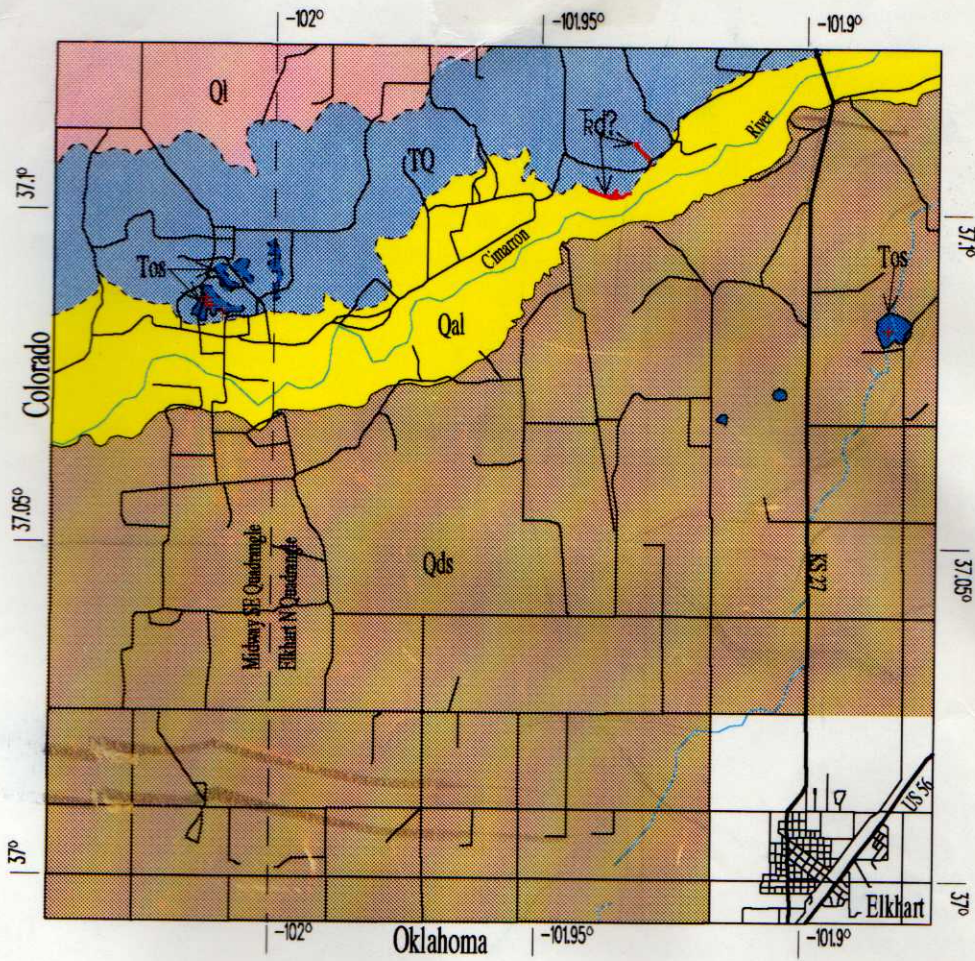 -102°
-101.95°
-101.9°
Ql
TRd?
River
TQ
37.1°
37.1°
Cimarron
Tos
Tos
Qal
Colorado
37.05°
37.05°
Qds
KS 27
Midway SE Quadrangle
Elkhart N Quadrangle
US 56
37°
37°
Elkhart
-102°
-101.95°
-101.9°
Oklahoma